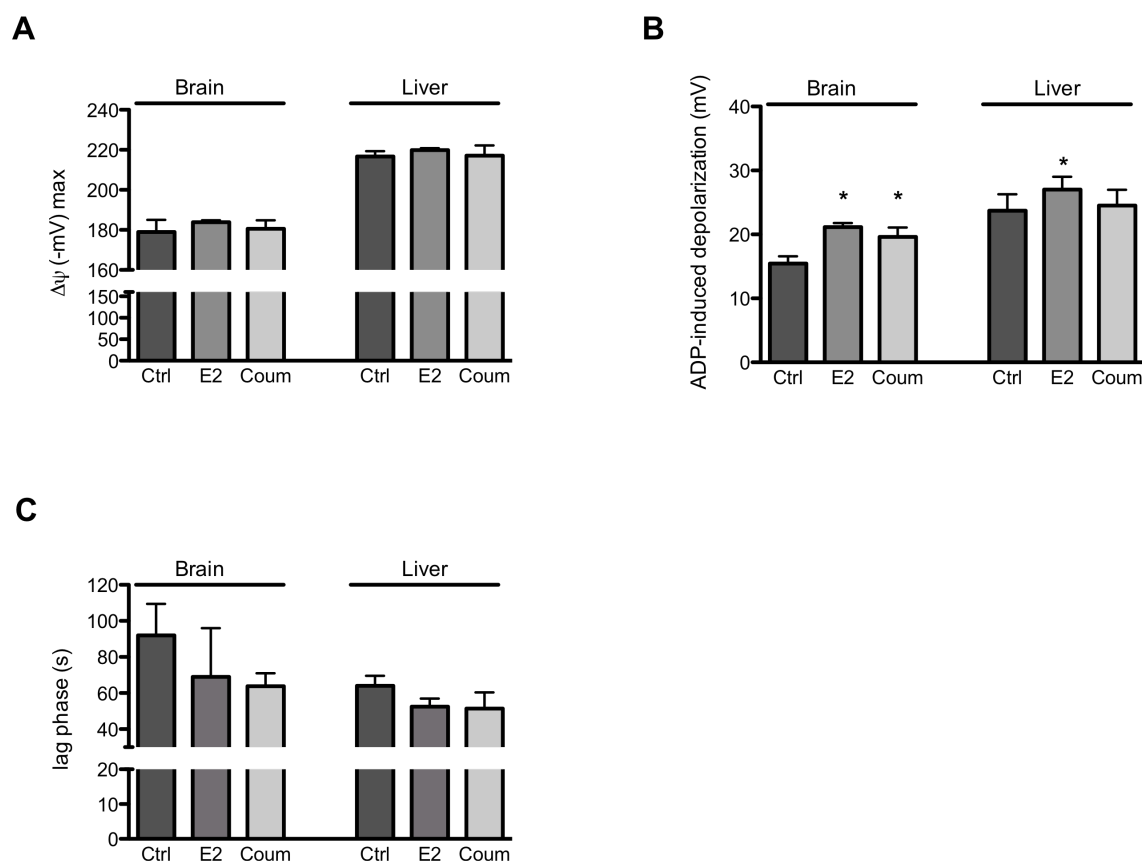 A
Brain Liver
Δψ (-mV) max
240
220
200
180
160
150
100
50
0
Ctrl E2 Coum Ctrl E2 Coum
B
Brain Liver
ADP-induced depolarization (mV)
40
30
20
10
0
* * *
Ctrl E2 Coum Ctrl E2 Coum
C
Brain Liver
lag phase (s)
120
100
80
60
40
20
10
0
Ctrl E2 Coum Ctrl E2 Coum